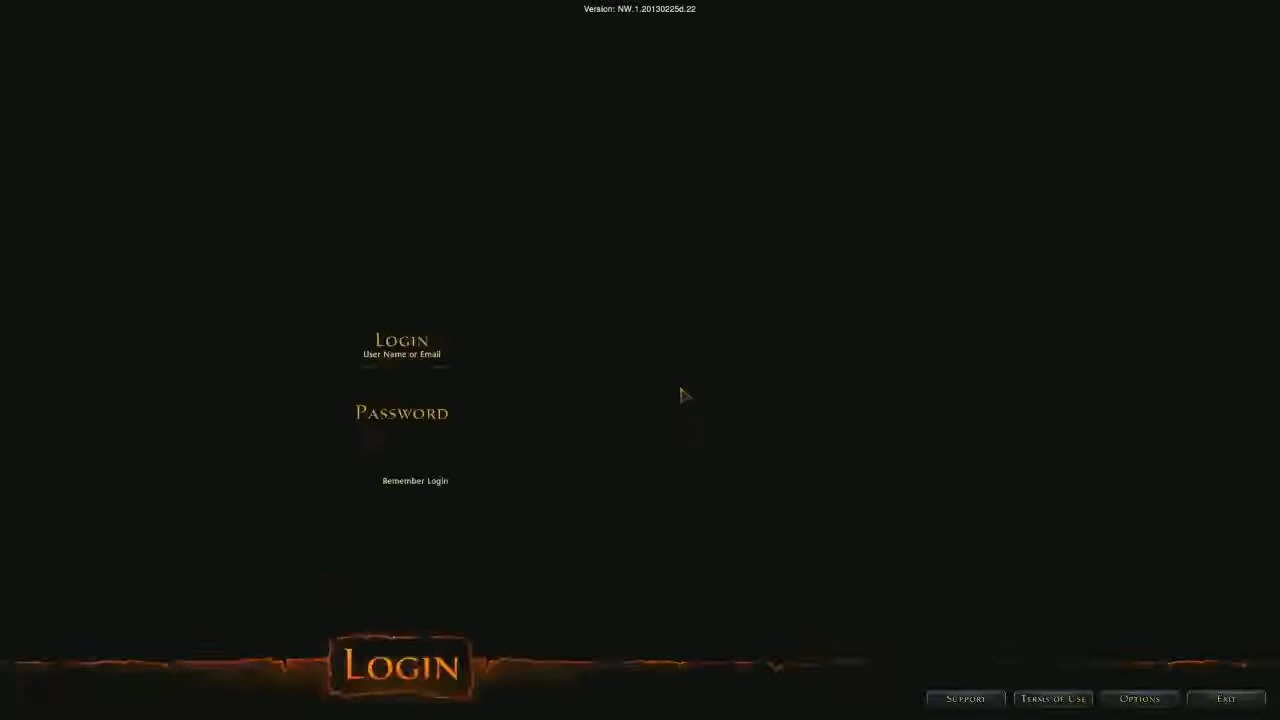 Version: NW.1.20130225d.22
LOGIN
User Name or Email
PASSWORD
Remember Login
LOGIN
SUPPORT
TERMS OF USE
OPTIONS
EXIT